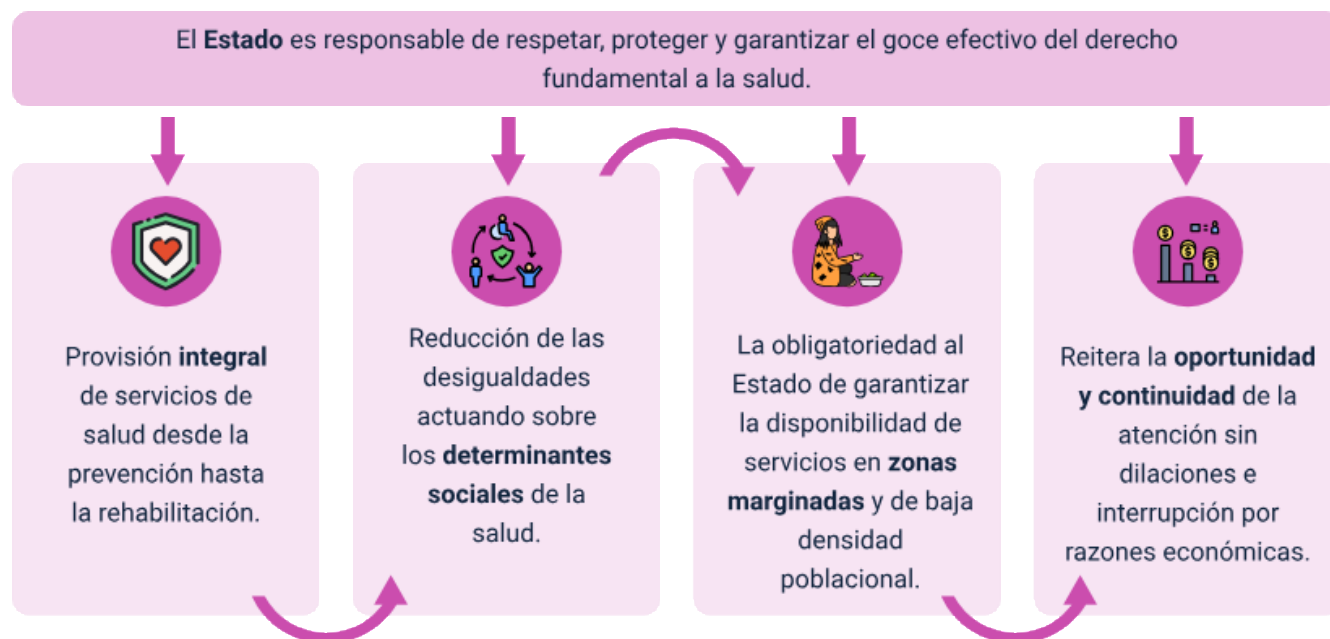 El Estado es responsable de respetar, proteger y garantizar el goce efectivo del derecho
fundamental a la salud.
Provisión integral
de servicios de
salud desde la
prevención hasta
la rehabilitación.
Reducción de las
desigualdades
actuando sobre
los determinantes
sociales de la
salud.
La obligatoriedad al
Estado de garantizar
la disponibilidad de
servicios en zonas
marginadas y de baja
densidad
poblacional.
Reitera la oportunidad
y continuidad de la
atención sin
dilaciones e
interrupción por
razones económicas.